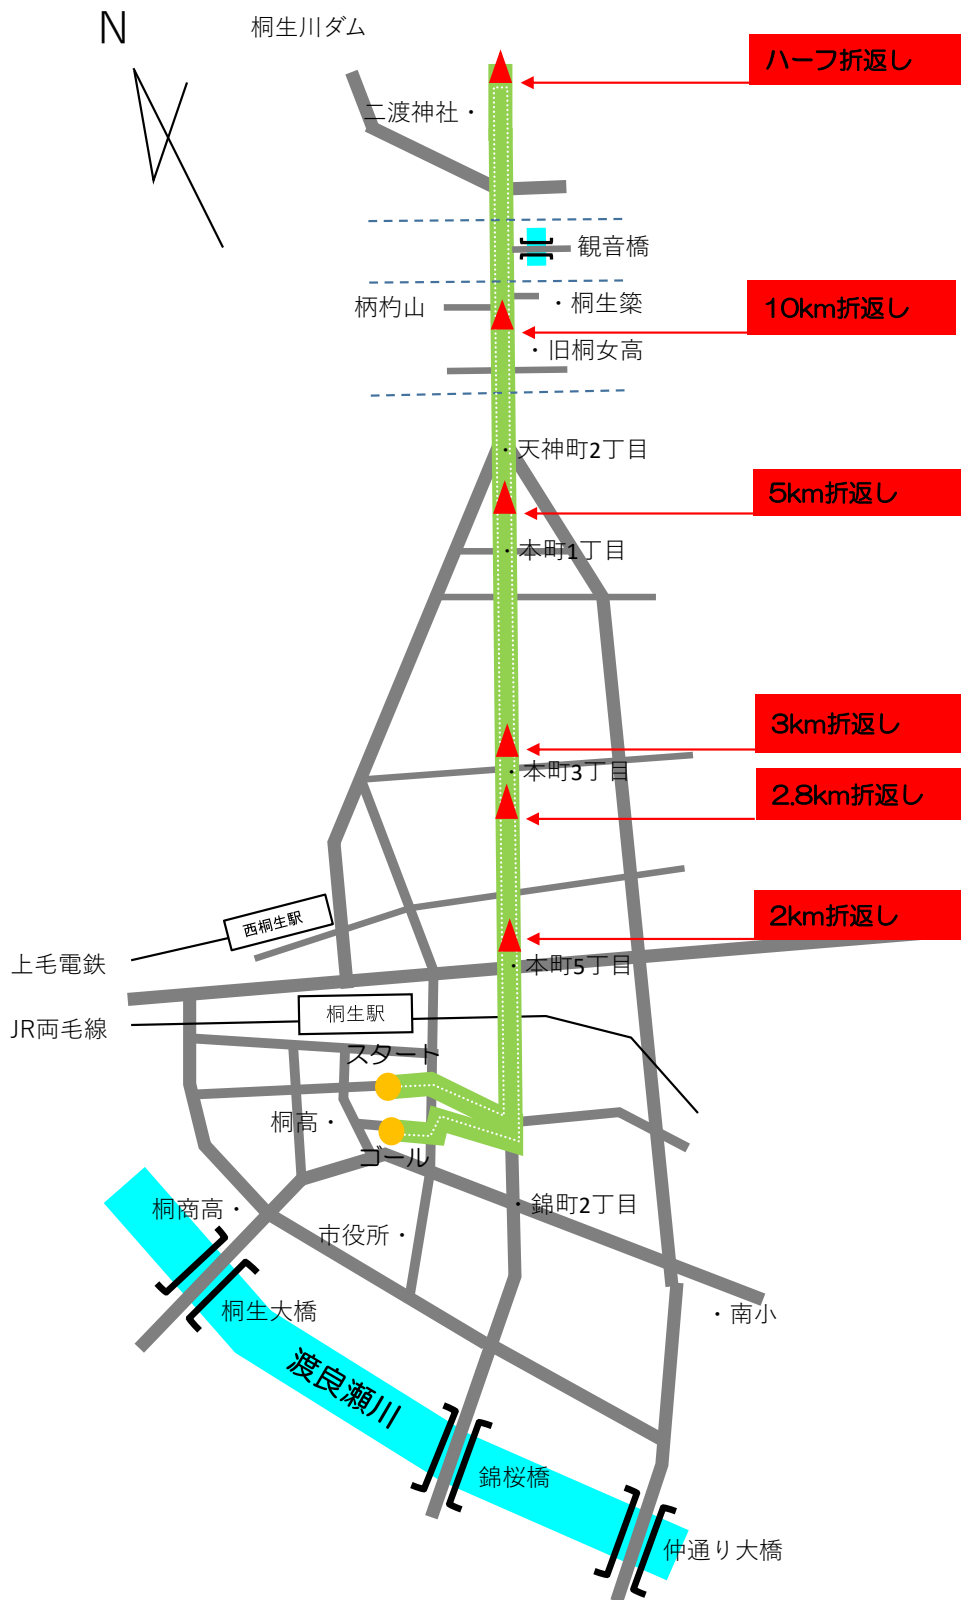 N
桐生川ダム
ハーフ折返し
二渡神社・
観音橋
柄杓山
・桐生簗
10km折返し
・旧桐女高
・天神町2丁目
5km折返し
・本町1丁目
3km折返し
・本町3丁目
2.8km折返し
2km折返し
西桐生駅
上毛電鉄
・本町5丁目
桐生駅
JR両毛線
スタート
桐高・
ゴール
桐商高・
・錦町2丁目
市役所・
桐生大橋
・南小
渡良瀬川
錦桜橋
仲通り大橋